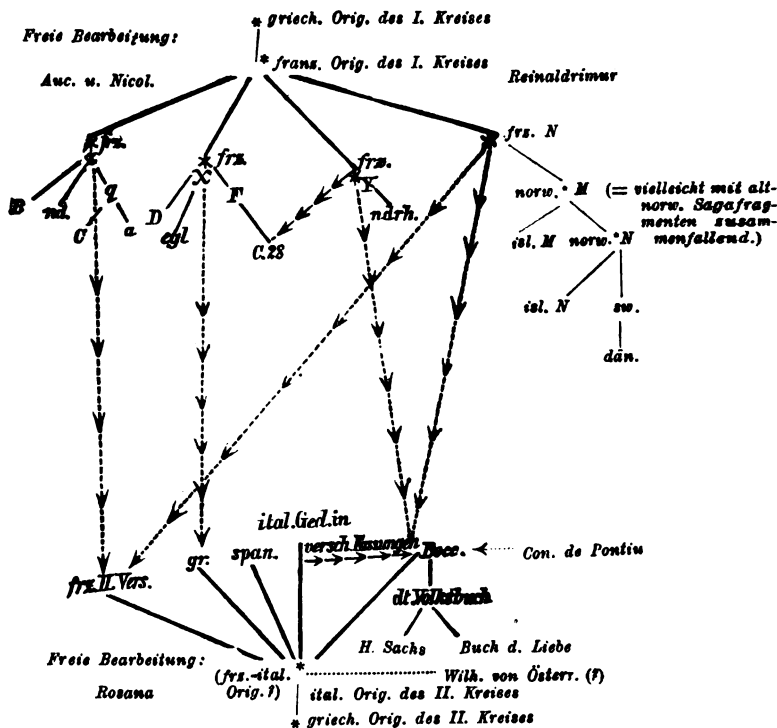 * griech. Orig. des I. Kreises
Freie Bearbeitung:
* franz. Orig. des I. Kreises
Auc. u. Nicol.
Reinaldrimur
frz.
frz.
frz.
* frz. N
X
Y
B
nd.
q
C
a
D
egl
F
C.28
ndrh.
norw. * M (= vielleicht mit alt-
norw. Sagafrag-
menten zusam-
menfallend.)
isl. M
norw. * N
isl. N
sw.
dän.
ital. Ged. in
versch. Fassungen
frz. II. Vers.
gr.
span.
Bocc.
Con. de Pontiu
dt. Volksbuch
H. Sachs
Buch d. Liebe
Freie Bearbeitung:
Rosana
(frz.-ital.
Orig. ?)
*
Wilh. von Österr. (?)
ital. Orig. des II. Kreises
* griech. Orig. des II. Kreises